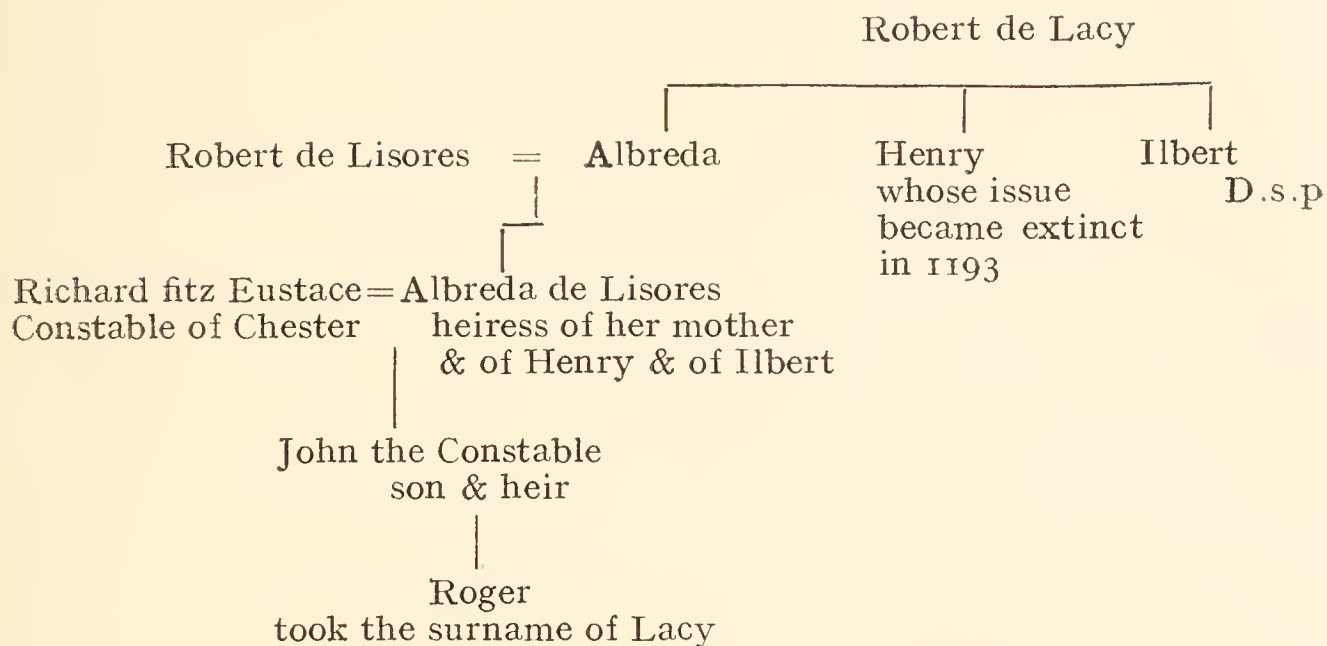 Robert de Lacy
Robert de Lisores = Albreda Henry Ilbert
whose issue D.s.p
became extinct
in 1193
Richard fitz Eustace=Albreda de Lisores
Constable of Chester heiress of her mother
& of Henry & of Ilbert
John the Constable
son & heir
Roger
took the surname of Lacy